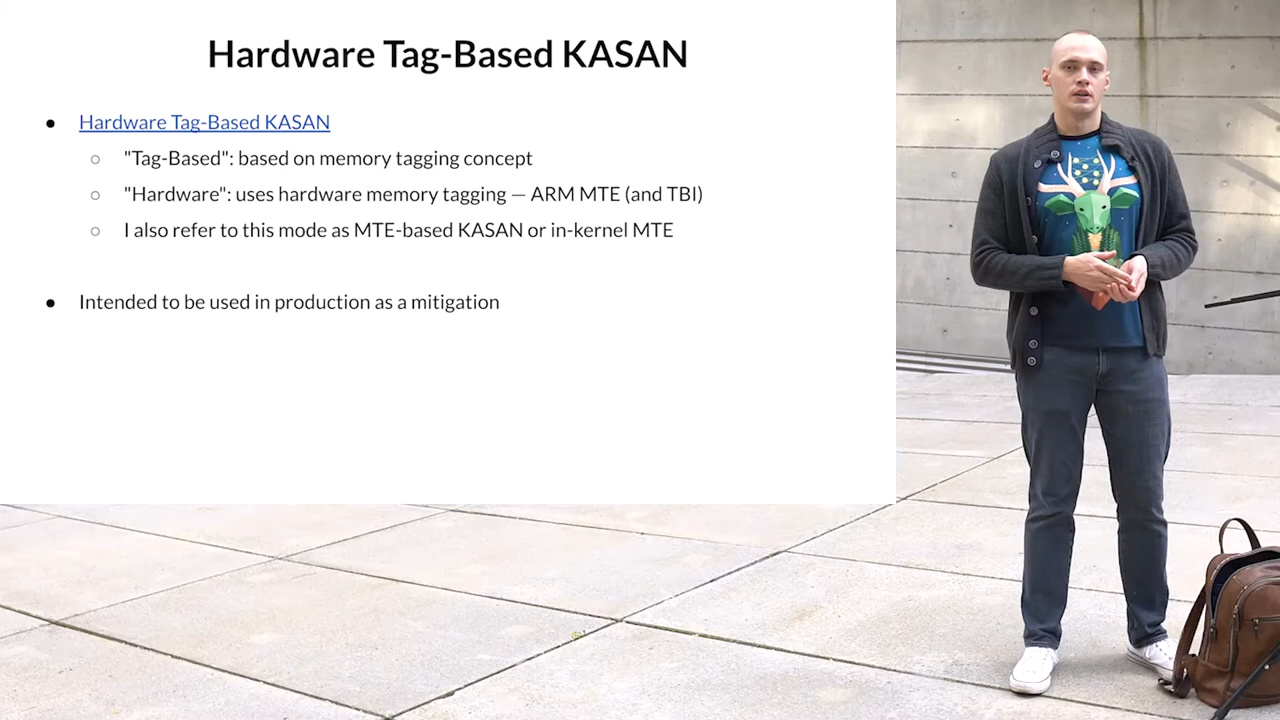 Hardware Tag-Based KASAN
● Hardware Tag-Based KASAN
○ "Tag-Based": based on memory tagging concept
○ "Hardware": uses hardware memory tagging — ARM MTE (and TBI)
○ I also refer to this mode as MTE-based KASAN or in-kernel MTE
● Intended to be used in production as a mitigation